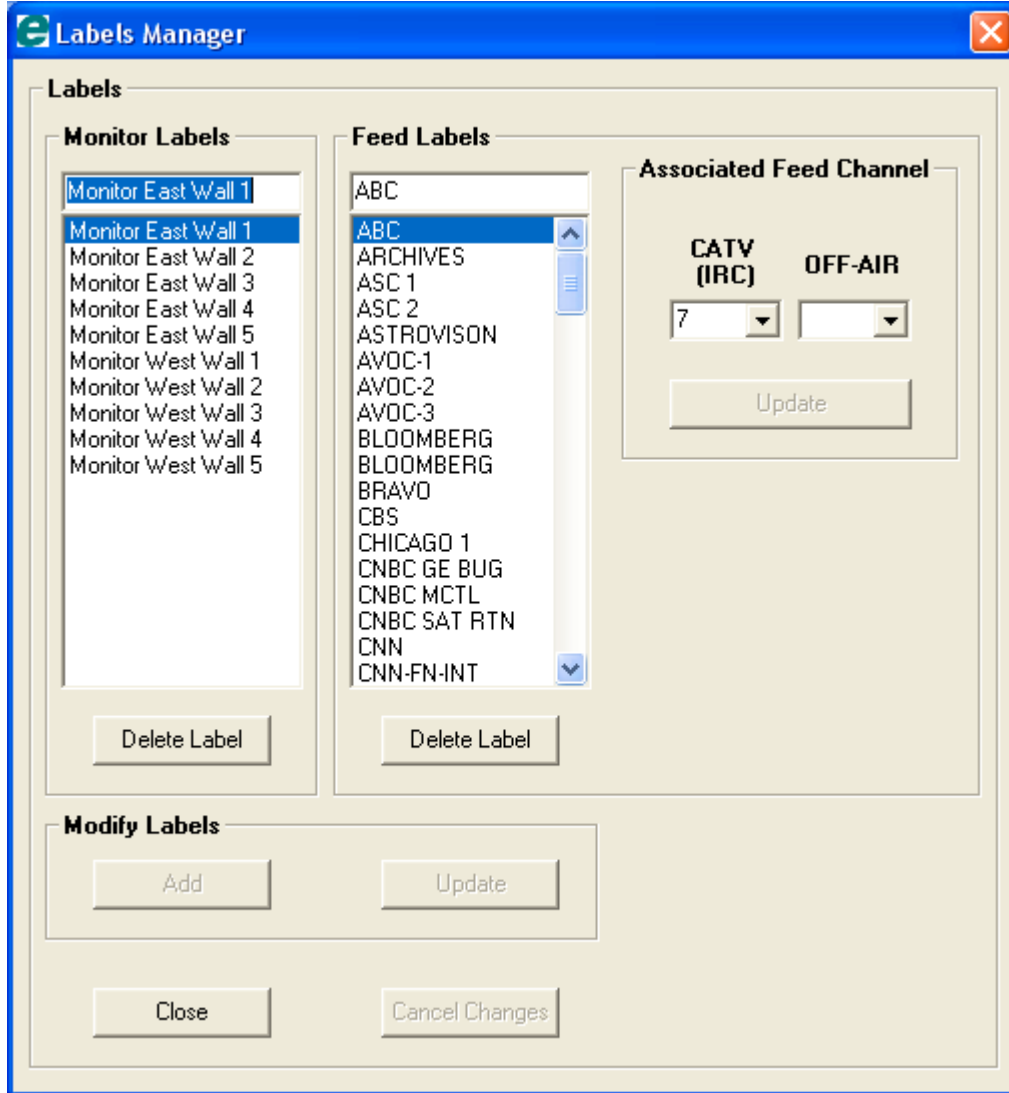 Labels Manager
Labels
Monitor Labels
Monitor East Wall 1
Monitor East Wall 1
Monitor East Wall 2
Monitor East Wall 3
Monitor East Wall 4
Monitor East Wall 5
Monitor West Wall 1
Monitor West Wall 2
Monitor West Wall 3
Monitor West Wall 4
Monitor West Wall 5
Delete Label
Feed Labels
ABC
ABC
ARCHIVES
ASC 1
ASC 2
ASTROVISON
AVOC-1
AVOC-2
AVOC-3
BLOOMBERG
BLOOMBERG
BRAVO
CBS
CHICAGO 1
CNBC GE BUG
CNBC MCTL
CNBC SAT RTN
CNN
CNN-FN-INT
Delete Label
Associated Feed Channel
CATV
(IRC)
OFF-AIR
7
Update
Modify Labels
Add
Update
Close
Cancel Changes